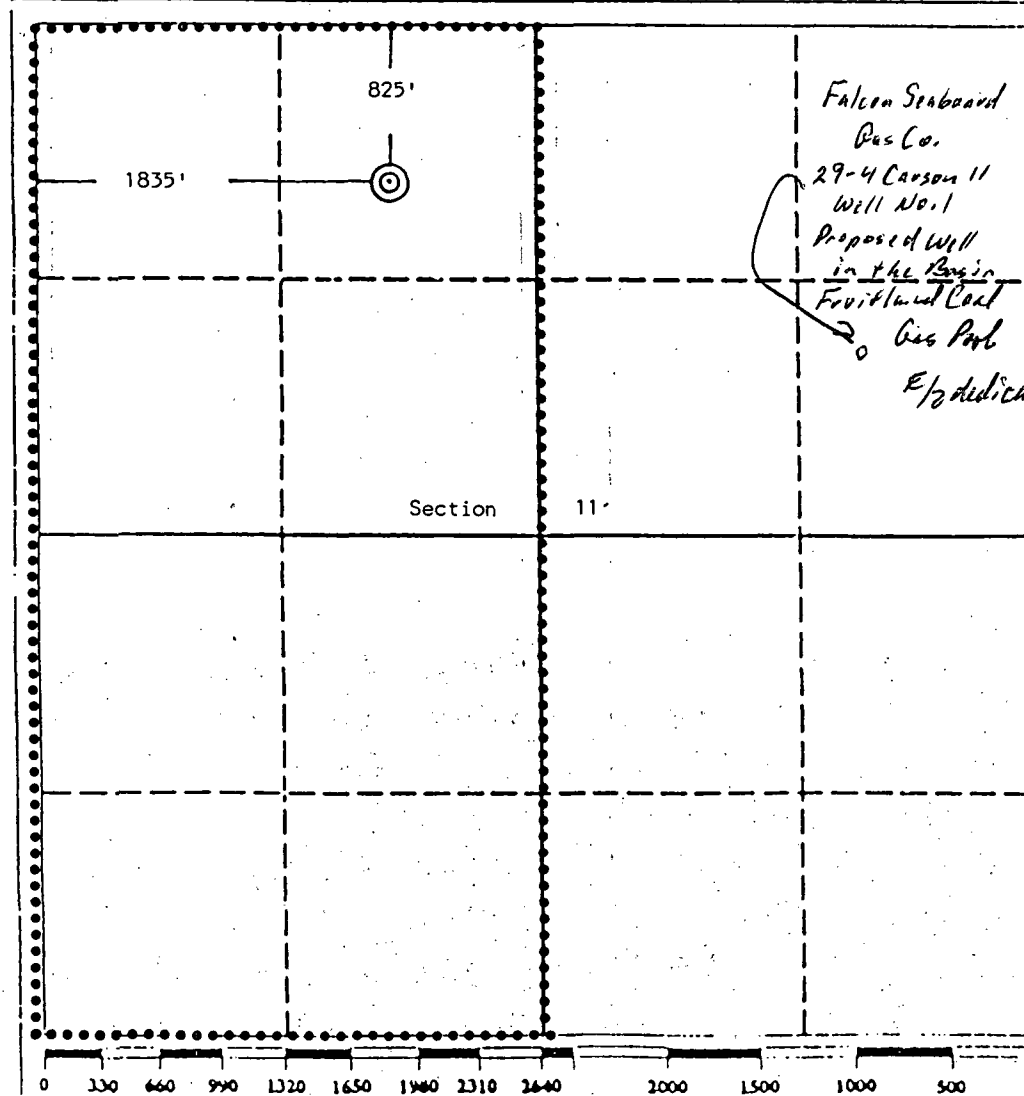 825'
1835'
Falcon Seaboard
Gas Co.
29-4 Carson 11
Well No. 1
Proposed Well
in the Basin
Fruitland Coal
Gas Pool
E/2 dedica
Section 11
0 330 660 990 1320 1650 1980 2310 2640 2000 1500 1000 500